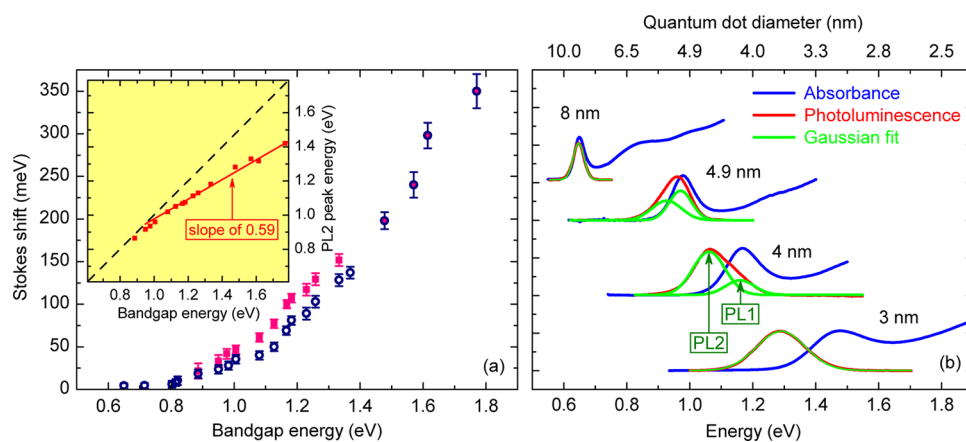 Stokes shift (meV)
350
300
250
200
150
100
50
0
0.6 0.8 1.0 1.2 1.4 1.6 1.8
Bandgap energy (eV)
(a)
1.6
1.4
1.2
1.0
0.8
PL2 peak energy (eV)
slope of 0.59
0.8 1.0 1.2 1.4 1.6
Bandgap energy (eV)
Quantum dot diameter (nm)
10.0 6.5 4.9 4.0 3.3 2.8 2.5
Absorbance
Photoluminescence
Gaussian fit
8 nm
4.9 nm
4 nm
PL1
PL2
3 nm
(b)
0.6 0.8 1.0 1.2 1.4 1.6 1.8
Energy (eV)